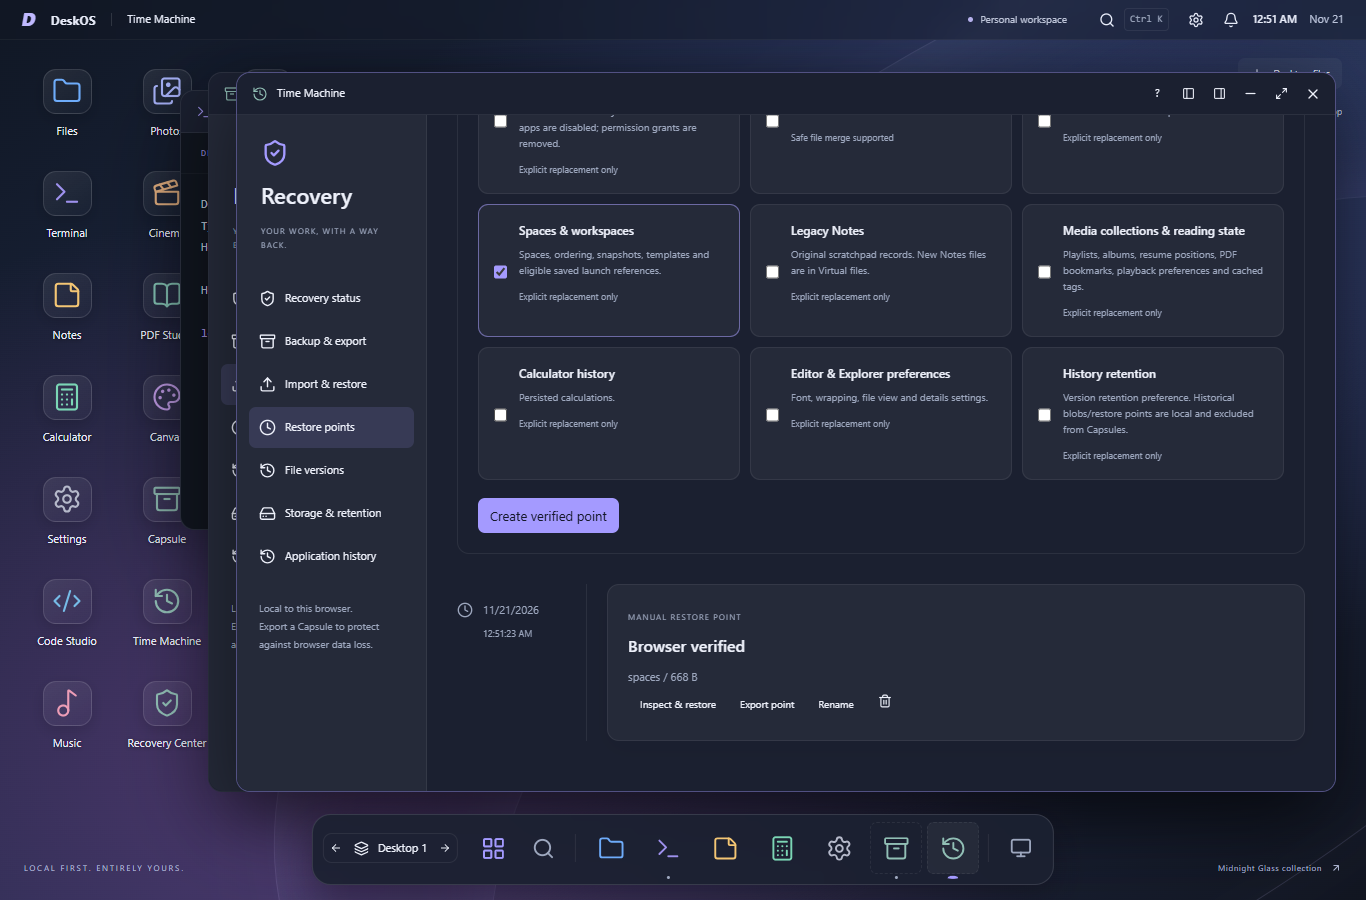 DeskOS
Time Machine
Personal workspace
Ctrl K
12:51 AM
Nov 21
Files
Photo
Terminal
Cinem
Notes
PDF Stu
Calculator
Canva
Settings
Capsule
Code Studio
Time Machine
Music
Recovery Center
Time Machine
?
Recovery
YOUR WORK, WITH A WAY
BACK.
Recovery status
Backup & export
Import & restore
Restore points
File versions
Storage & retention
Application history
Local to this browser.
Export a Capsule to protect
against browser data loss.
apps are disabled; permission grants are
removed.
Explicit replacement only
Safe file merge supported
Explicit replacement only
Spaces & workspaces
Spaces, ordering, snapshots, templates and
eligible saved launch references.
Explicit replacement only
Legacy Notes
Original scratchpad records. New Notes files
are in Virtual files.
Explicit replacement only
Media collections & reading state
Playlists, albums, resume positions, PDF
bookmarks, playback preferences and cached
tags.
Explicit replacement only
Calculator history
Persisted calculations.
Explicit replacement only
Editor & Explorer preferences
Font, wrapping, file view and details settings.
Explicit replacement only
History retention
Version retention preference. Historical
blobs/restore points are local and excluded
from Capsules.
Explicit replacement only
Create verified point
11/21/2026
12:51:23 AM
MANUAL RESTORE POINT
Browser verified
spaces / 668 B
Inspect & restore
Export point
Rename
Desktop 1
LOCAL FIRST. ENTIRELY YOURS.
Midnight Glass collection